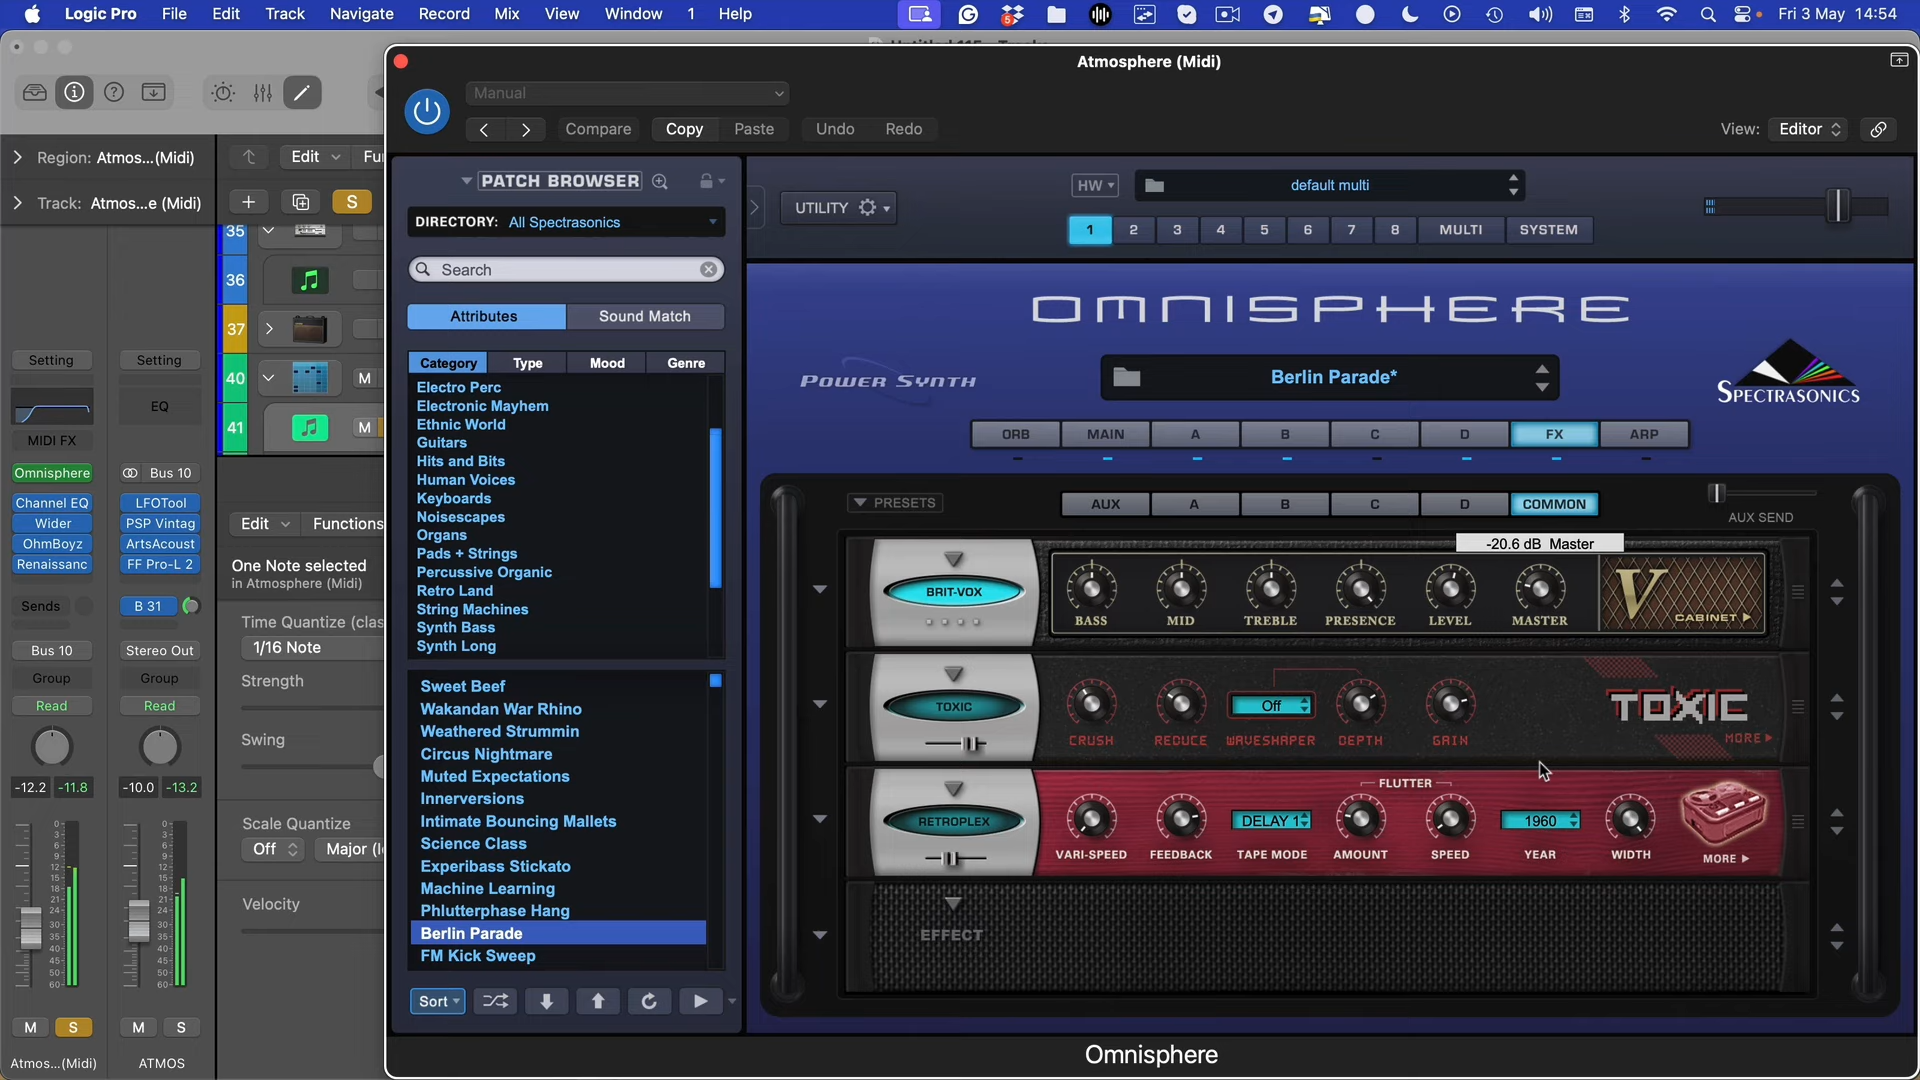 Logic Pro File Edit Track Navigate Record Mix View Window 1 Help
5
Fri 3 May 14:54
Atmosphere (Midi)
Manual
Compare Copy Paste Undo Redo
View: Editor
Region: Atmos...(Midi)
Track: Atmos...e (Midi)
Edit
S
35
36
37
40
M
41
M
Setting Setting
EQ
MIDI FX
Omnisphere
Bus 10
Channel EQ LFOTool
Wider PSP Vintag
OhmBoyz ArtsAcoust
Renaissanc FF Pro-L 2
Sends B 31
Bus 10 Stereo Out
Group Group
Read Read
-12.2 -11.8 -10.0 -13.2
M S M S
Atmos...(Midi) ATMOS
Edit Functions
One Note selected
in Atmosphere (Midi)
Time Quantize (clas
1/16 Note
Strength
Swing
Scale Quantize
Off
Velocity
PATCH BROWSER
DIRECTORY: All Spectrasonics
Search
Attributes Sound Match
Category Type Mood Genre
Electro Perc
Electronic Mayhem
Ethnic World
Guitars
Hits and Bits
Human Voices
Keyboards
Noisescapes
Organs
Pads + Strings
Percussive Organic
Retro Land
String Machines
Synth Bass
Synth Long
Sweet Beef
Wakandan War Rhino
Weathered Strummin
Circus Nightmare
Muted Expectations
Innerversions
Intimate Bouncing Mallets
Science Class
Experibass Stickato
Machine Learning
Phlutterphase Hang
Berlin Parade
FM Kick Sweep
Sort
UTILITY
HW
default multi
1 2 3 4 5 6 7 8 MULTI SYSTEM
OMNISPHERE
POWER SYNTH
Berlin Parade*
SPECTRASONICS
ORB MAIN A B C D FX ARP
PRESETS
AUX A B C D COMMON
AUX SEND
-20.6 dB Master
BRIT-VOX
BASS MID TREBLE PRESENCE LEVEL MASTER
V
CABINET
TOXIC
Off
CRUSH REDUCE WAVESHAPER DEPTH GAIN
TOXIC
MORE
FLUTTER
RETROPLEX
DELAY 1
1960
VARI-SPEED FEEDBACK TAPE MODE AMOUNT SPEED YEAR WIDTH MORE
EFFECT
Omnisphere